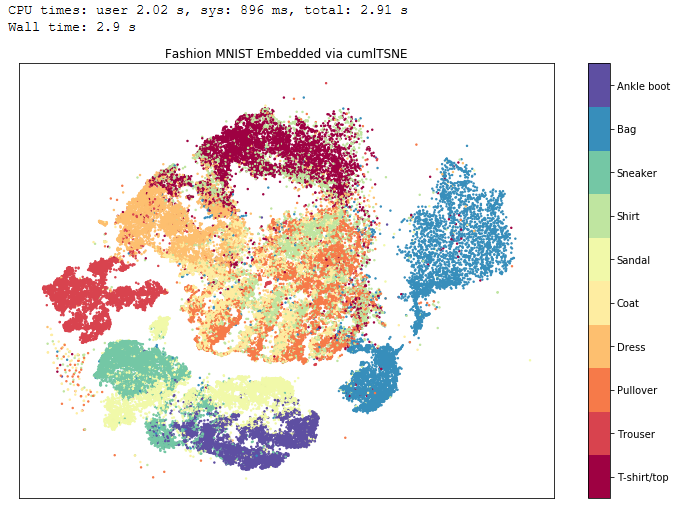 CPU times: user 2.02 s, sys: 896 ms, total: 2.91 s
Wall time: 2.9 s
Fashion MNIST Embedded via cumlTSNE
Ankle boot
Bag
Sneaker
Shirt
Sandal
Coat
Dress
Pullover
Trouser
T-shirt/top